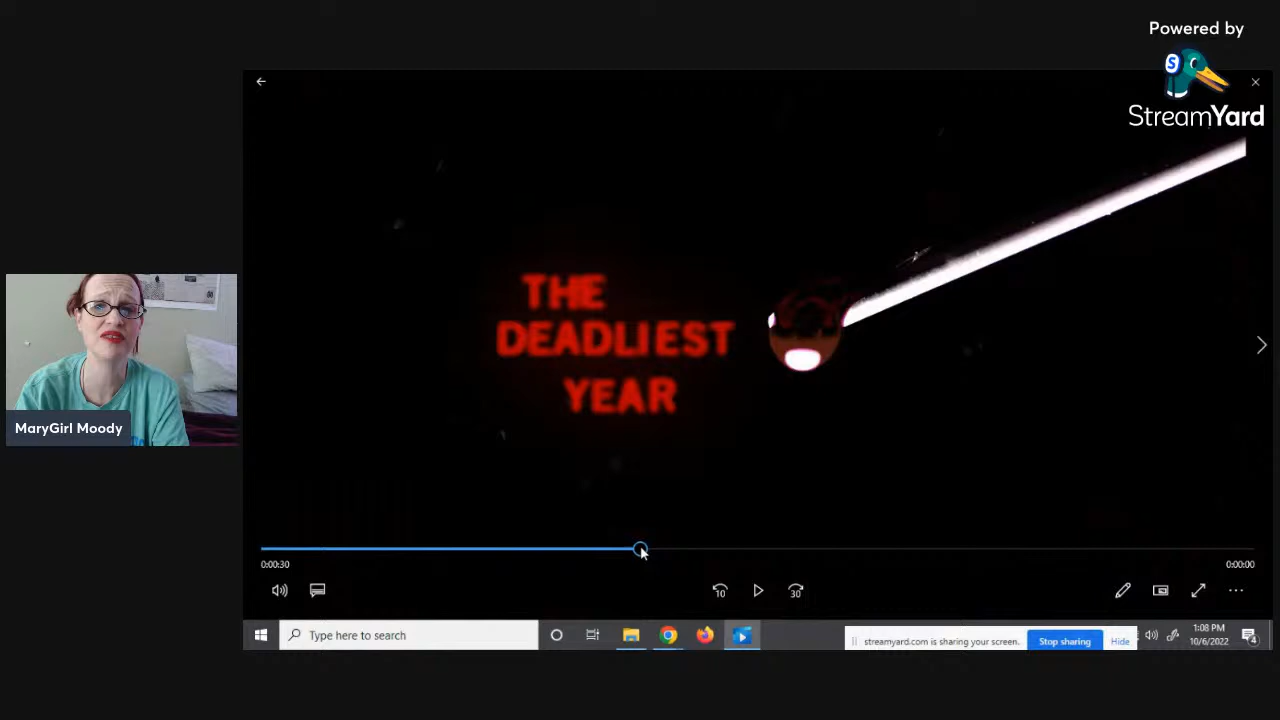 Powered by
StreamYard
THE
DEADLIEST
YEAR
MaryGirl Moody
0:00:30
0:00:00
10
30
Type here to search
streamyard.com is sharing your screen.
Stop sharing
Hide
1:08 PM
10/6/2022
4